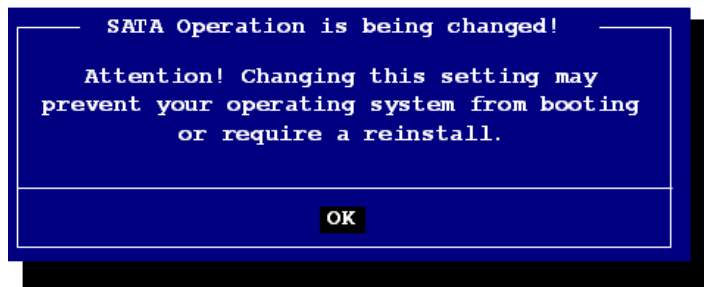 SATA Operation is being changed!
Attention! Changing this setting may
prevent your operating system from booting
or require a reinstall.
OK